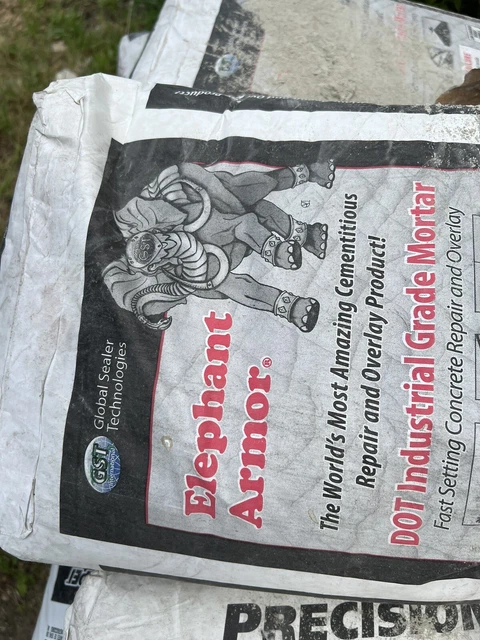 GST
Global Sealer
Technologies
Elephant
Armor®
The World's Most Amazing Cementitious
Repair and Overlay Product!
DOT Industrial Grade Mortar
Fast Setting Concrete Repair and Overlay
PRECISION